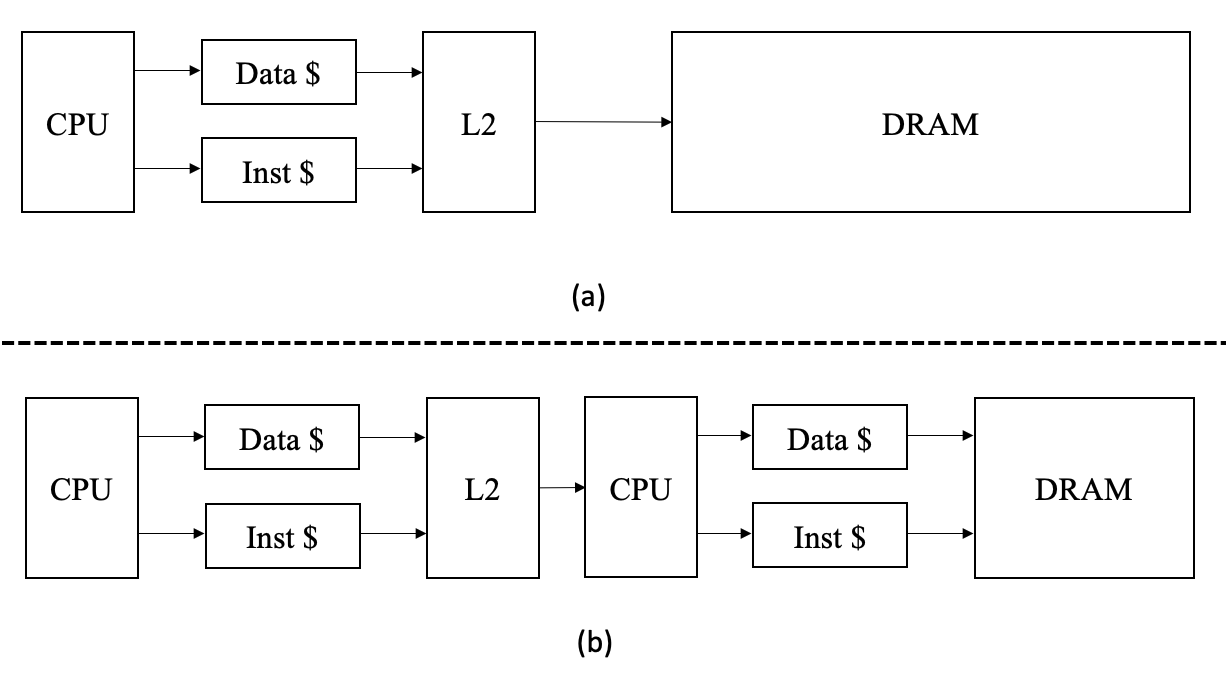 Data $
CPU
L2
DRAM
Inst $
(a)
Data $
Data $
CPU
L2
CPU
DRAM
Inst $
Inst $
(b)